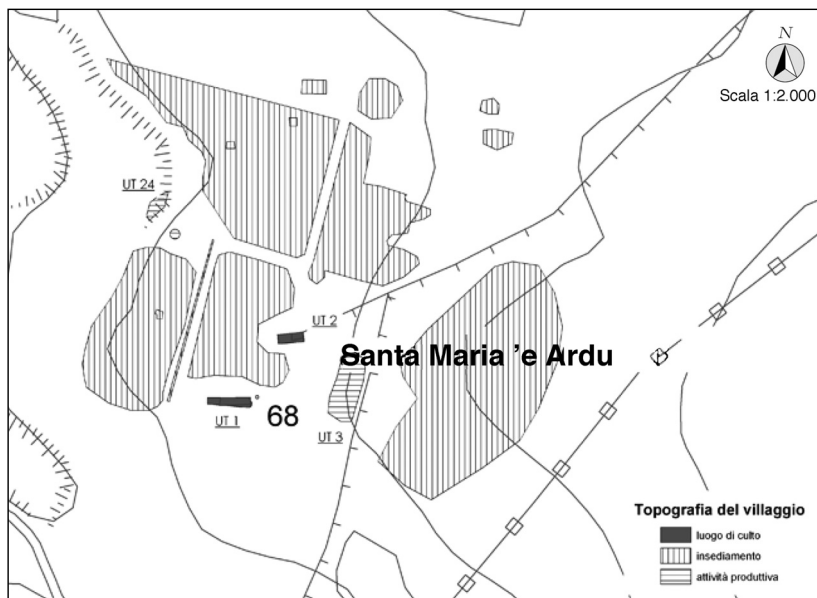 N
Scala 1:2.000
UT 24
UT 2
Santa Maria 'e Ardu
UT 1
68
UT 3
Topografia del villaggio
luogo di culto
insediamento
attività produttiva